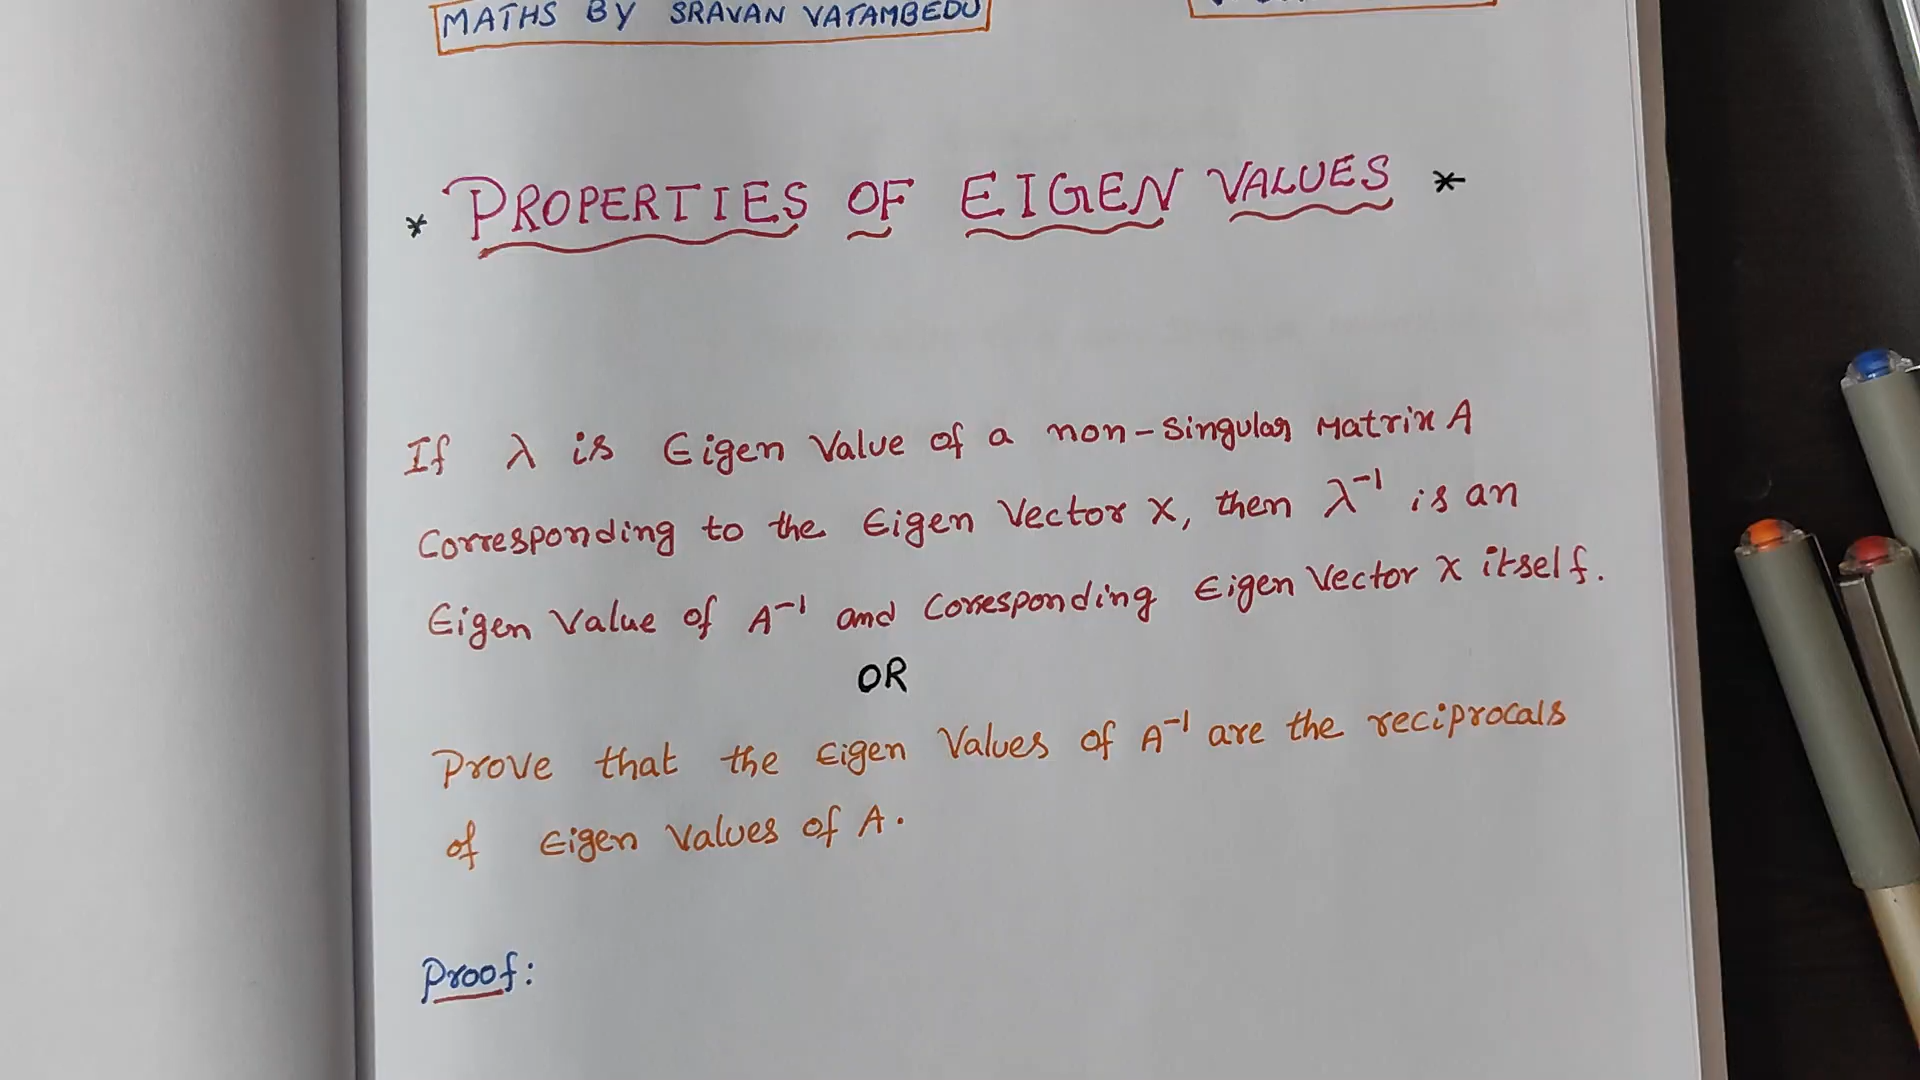 MATHS BY SRAVAN VATAMBEDU
* PROPERTIES OF EIGEN VALUES *
If λ is Eigen Value of a non-singular Matrix A
Corresponding to the Eigen Vector X, then λ⁻¹ is an
Eigen Value of A⁻¹ and Corresponding Eigen Vector X itself.
OR
Prove that the Eigen Values of A⁻¹ are the reciprocals
of Eigen Values of A.
Proof: